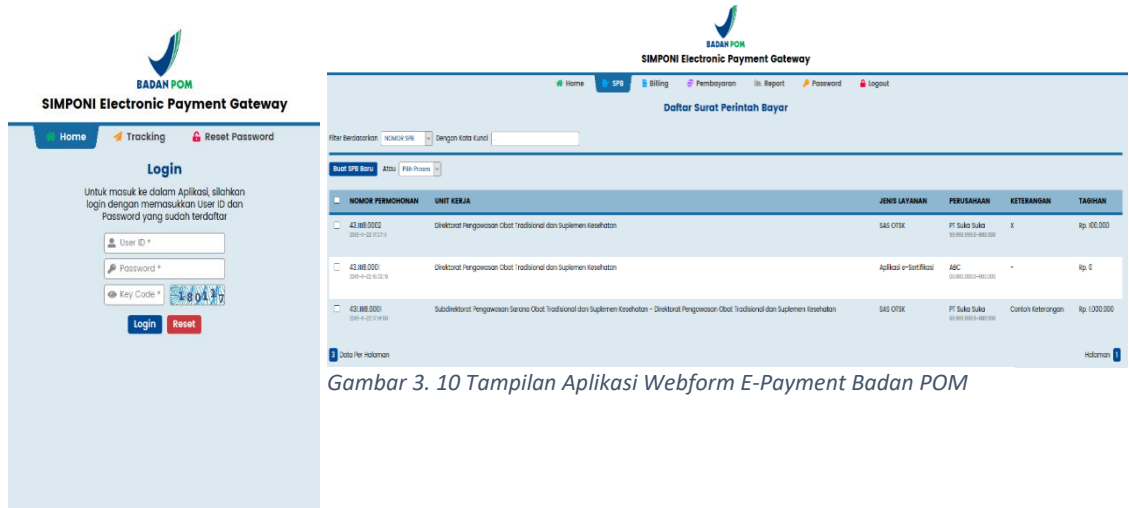 BADAN POM
SIMPONI Electronic Payment Gateway
Home Tracking Reset Password
Login
Untuk masuk ke dalam Aplikasi, silahkan
login dengan memasukkan User ID dan
Password yang sudah terdaftar
User ID *
Password *
Key Code * 180137
Login Reset
BADAN POM
SIMPONI Electronic Payment Gateway
Home SPB Billing Pembayaran Report Password Logout
Daftar Surat Perintah Bayar
Filter Berdasarkan NOMOR SPB Dengan Kata Kunci
Buat SPB Baru Atau Pilih Proses
NOMOR PERMOHONAN UNIT KERJA JENIS LAYANAN PERUSAHAAN KETERANGAN TAGIHAN
Direktorat Pengawasan Obat Tradisional dan Suplemen Kesehatan SAS OTSK PT Suka Suka X Rp. 100.000
Direktorat Pengawasan Obat Tradisional dan Suplemen Kesehatan Aplikasi e-Sertifikasi ABC - Rp. 0
Subdirektorat Pengawasan Sarana Obat Tradisional dan Suplemen Kesehatan - Direktorat Pengawasan Obat Tradisional dan Suplemen Kesehatan SAS OTSK PT Suka Suka Contoh Keterangan Rp. 1.000.000
3 Data Per Halaman Halaman 1
Gambar 3. 10 Tampilan Aplikasi Webform E-Payment Badan POM